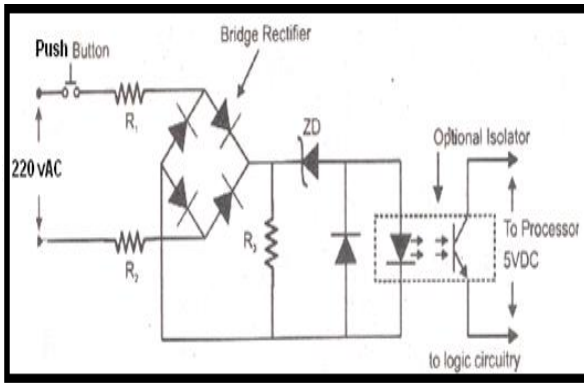 Bridge Rectifier
Push Button
R₁
ZD
Optional Isolator
220 vAC
To Processor
5VDC
R₃
R₂
to logic circuitry